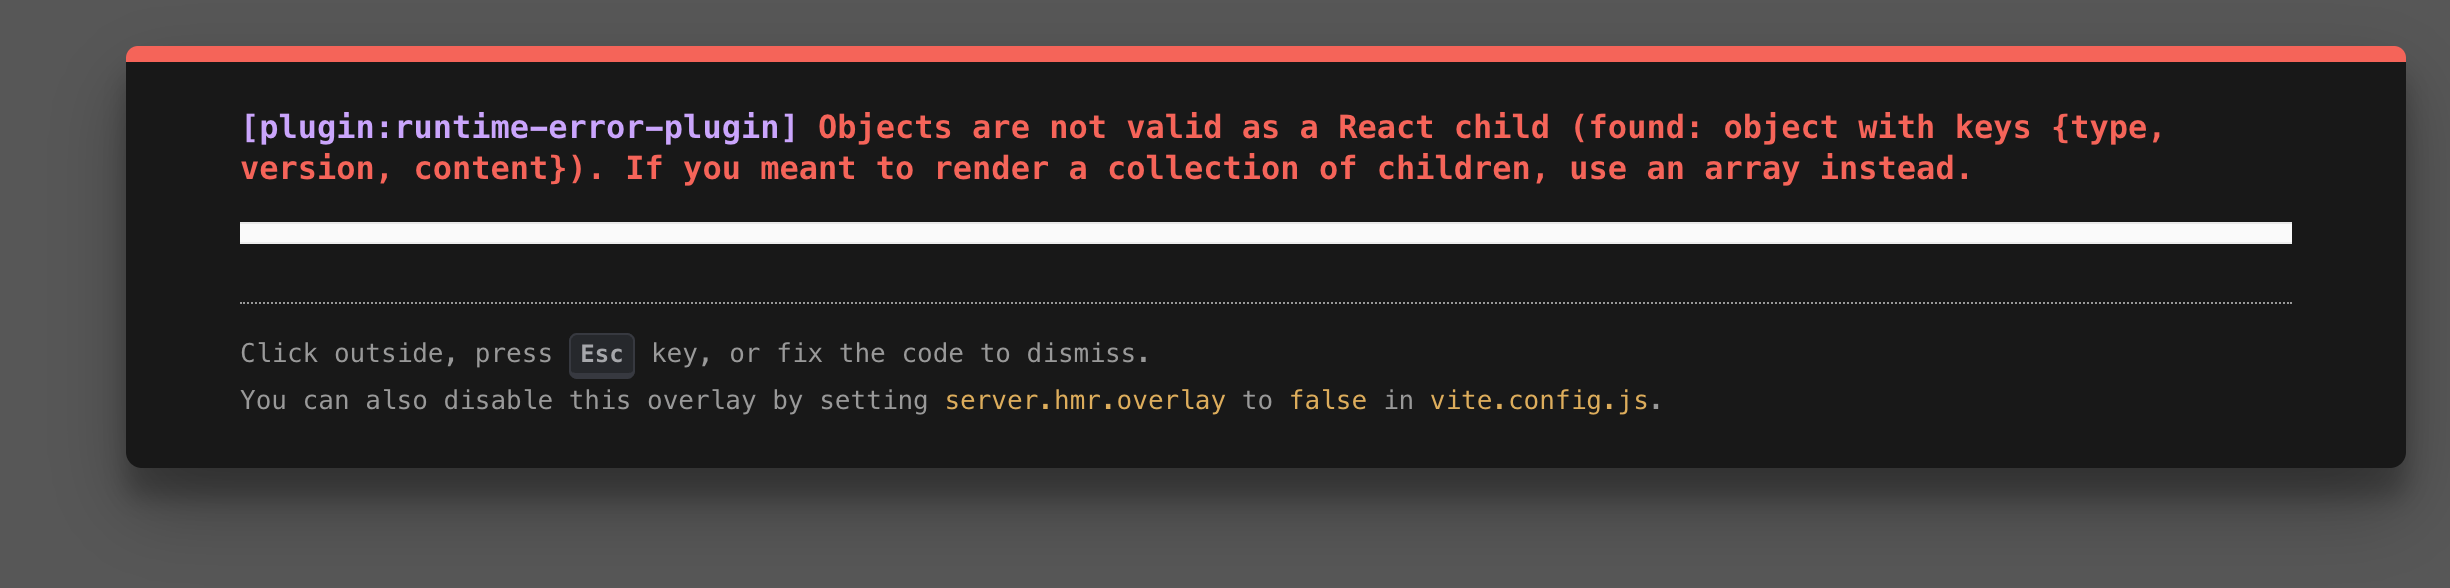 [plugin:runtime-error-plugin] Objects are not valid as a React child (found: object with keys {type,
version, content}). If you meant to render a collection of children, use an array instead.
Click outside, press Esc key, or fix the code to dismiss.
You can also disable this overlay by setting server.hmr.overlay to false in vite.config.js.